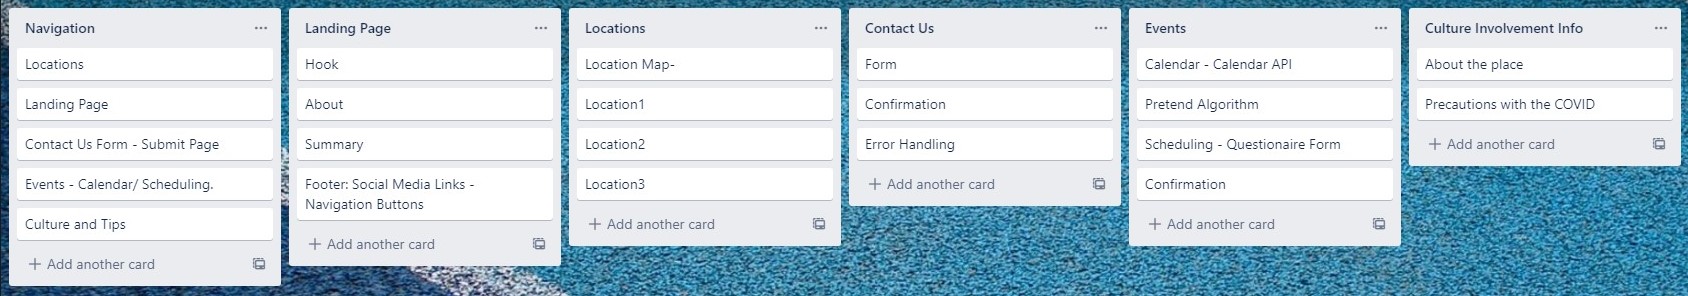 Navigation
Locations
Landing Page
Contact Us Form - Submit Page
Events - Calendar/ Scheduling.
Culture and Tips
+ Add another card
Landing Page
Hook
About
Summary
Footer: Social Media Links -
Navigation Buttons
+ Add another card
Locations
Location Map-
Location1
Location2
Location3
+ Add another card
Contact Us
Form
Confirmation
Error Handling
+ Add another card
Events
Calendar - Calendar API
Pretend Algorithm
Scheduling - Questionaire Form
Confirmation
+ Add another card
Culture Involvement Info
About the place
Precautions with the COVID
+ Add another card